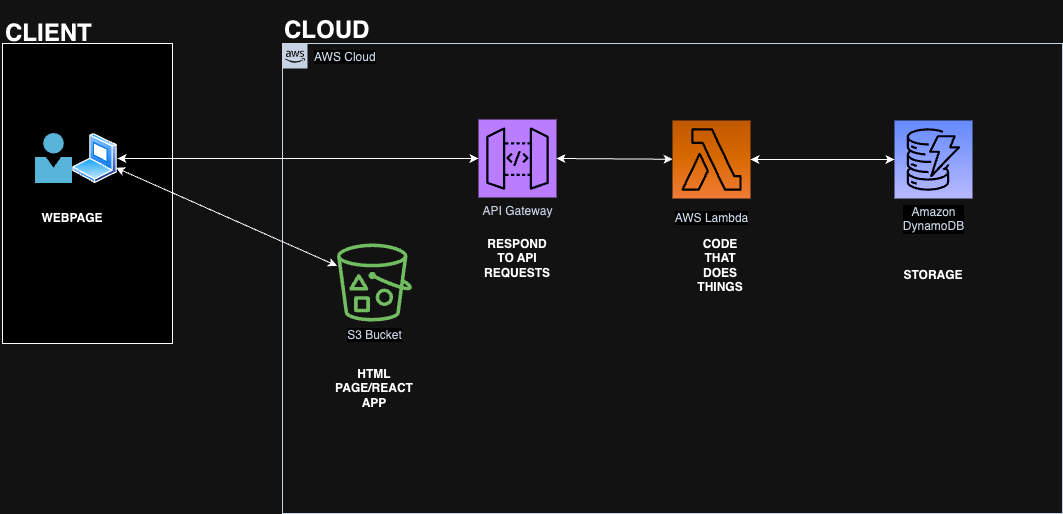 CLIENT
CLOUD
aws
AWS Cloud
</>
WEBPAGE
API Gateway
RESPOND
TO API
REQUESTS
AWS Lambda
CODE
THAT
DOES
THINGS
Amazon
DynamoDB
STORAGE
S3 Bucket
HTML
PAGE/REACT
APP